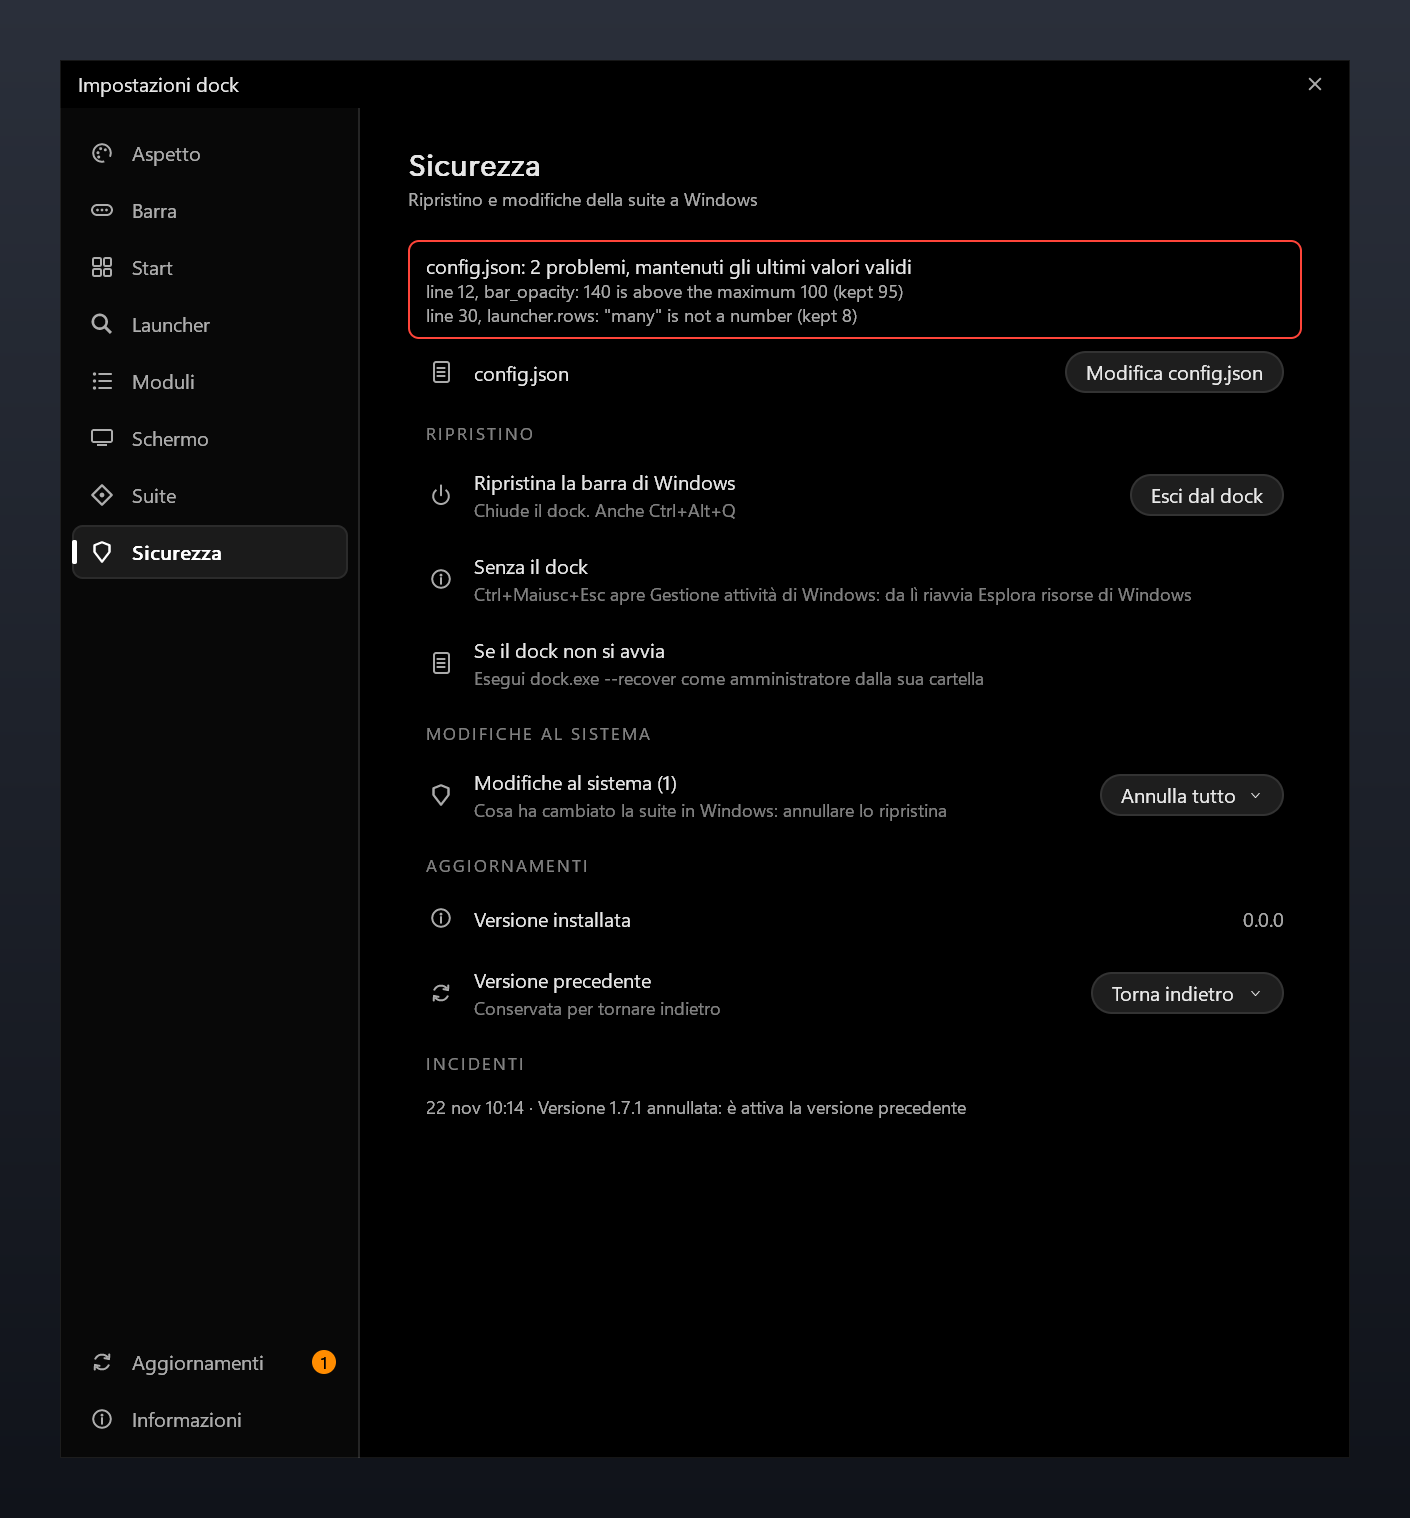 Impostazioni dock
Aspetto
Barra
Start
Launcher
Moduli
Schermo
Suite
Sicurezza
Aggiornamenti 1
Informazioni
Sicurezza
Ripristino e modifiche della suite a Windows
config.json: 2 problemi, mantenuti gli ultimi valori validi
line 12, bar_opacity: 140 is above the maximum 100 (kept 95)
line 30, launcher.rows: "many" is not a number (kept 8)
config.json
Modifica config.json
RIPRISTINO
Ripristina la barra di Windows
Chiude il dock. Anche Ctrl+Alt+Q
Esci dal dock
Senza il dock
Ctrl+Maiusc+Esc apre Gestione attività di Windows: da lì riavvia Esplora risorse di Windows
Se il dock non si avvia
Esegui dock.exe --recover come amministratore dalla sua cartella
MODIFICHE AL SISTEMA
Modifiche al sistema (1)
Cosa ha cambiato la suite in Windows: annullare lo ripristina
Annulla tutto
AGGIORNAMENTI
Versione installata
0.0.0
Versione precedente
Conservata per tornare indietro
Torna indietro
INCIDENTI
22 nov 10:14 · Versione 1.7.1 annullata: è attiva la versione precedente